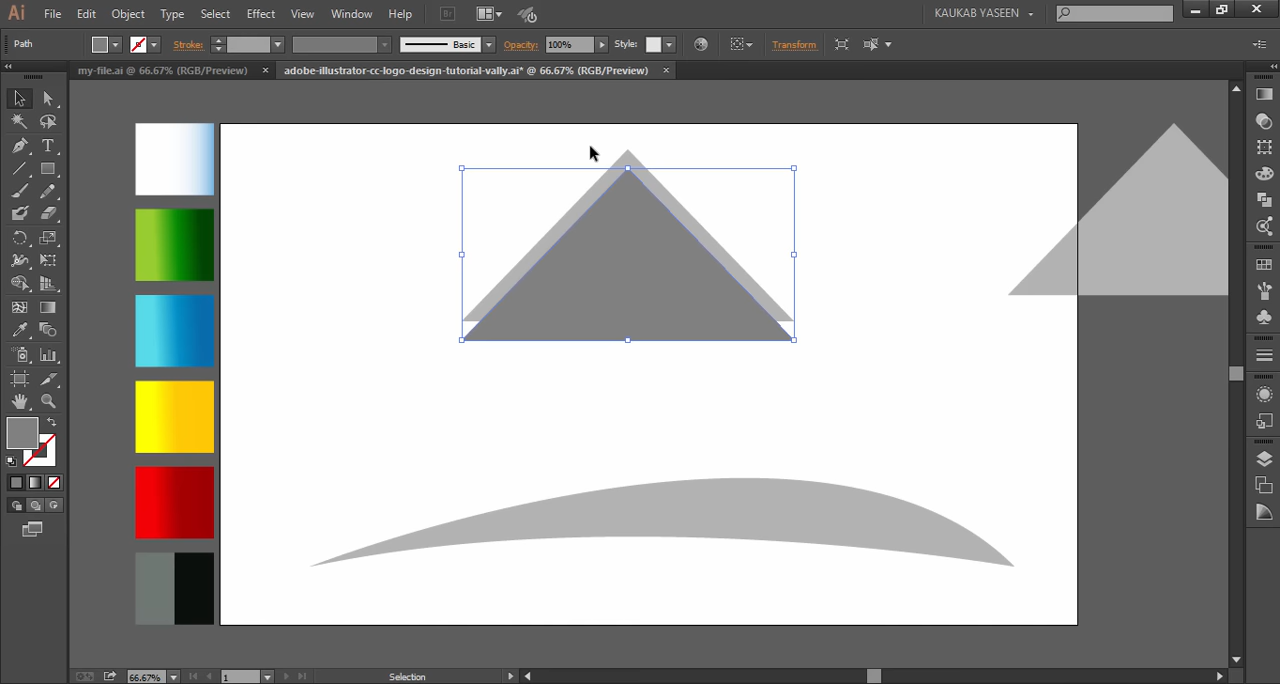 Ai File Edit Object Type Select Effect View Window Help Br KAUKAB YASEEN
Path Stroke: Basic Opacity: 100% Style: Transform
my-file.ai @ 66.67% (RGB/Preview) × adobe-illustrator-cc-logo-design-tutorial-vally.ai* @ 66.67% (RGB/Preview) ×
T
66.67% 1 Selection